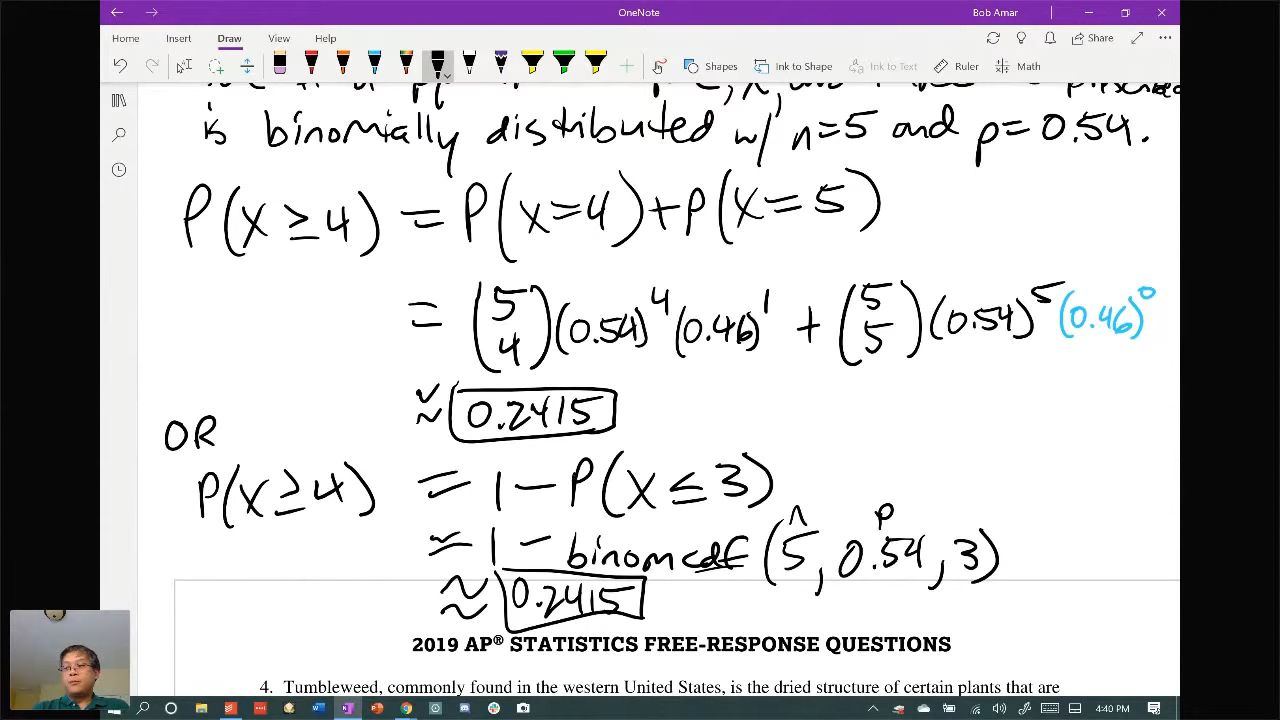 OneNote
Bob Amar
Home Insert Draw View Help
Share
Shapes Ink to Shape Ink to Text Ruler Math
is binomially distributed w/ n=5 and p=0.54.
P(X≥4) = P(X=4)+P(X=5)
= (5 4)(0.54)^4(0.46)^1 + (5 5)(0.54)^5(0.46)^0
≈ 0.2415
OR
P(X≥4) = 1-P(X≤3)
n p
≈ 1 - binomcdf(5, 0.54, 3)
≈ 0.2415
2019 AP® STATISTICS FREE-RESPONSE QUESTIONS
4. Tumbleweed, commonly found in the western United States, is the dried structure of certain plants that are
4:40 PM